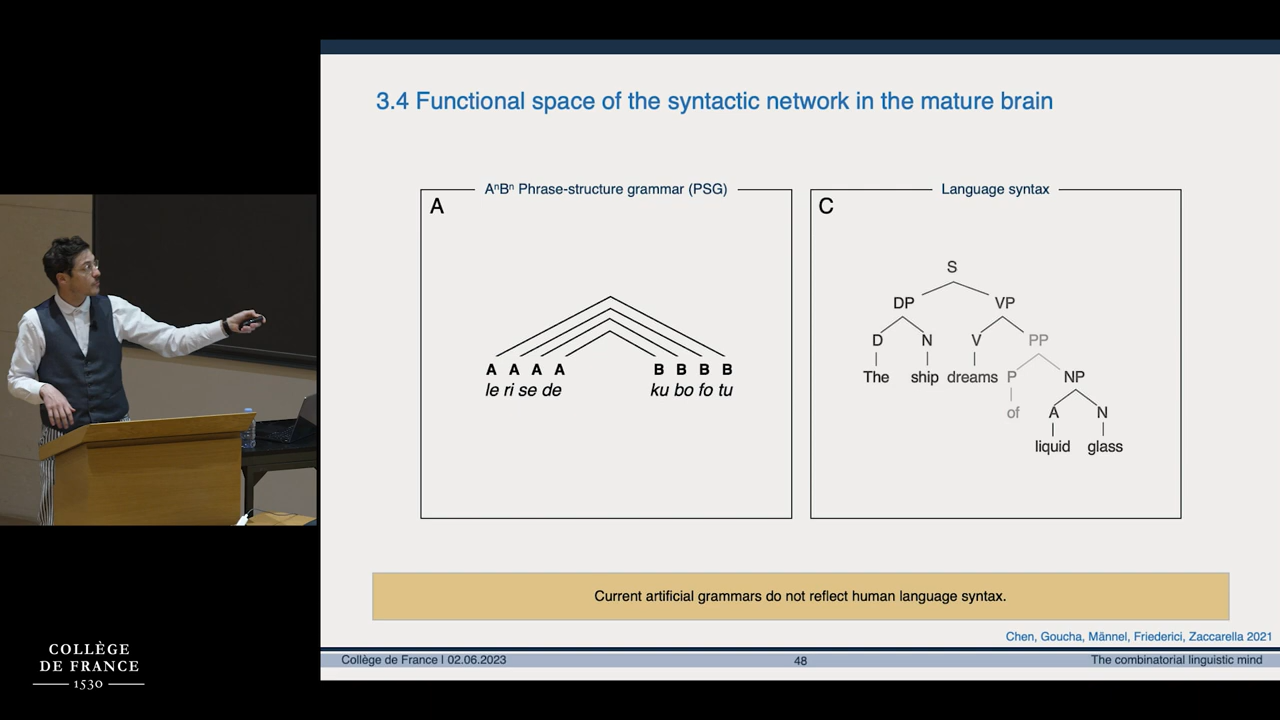 3.4 Functional space of the syntactic network in the mature brain
AⁿBⁿ Phrase-structure grammar (PSG)
A
A A A A B B B B
le ri se de ku bo fo tu
Language syntax
C
S
DP VP
D N V PP
The ship dreams P NP
of A N
liquid glass
Current artificial grammars do not reflect human language syntax.
Chen, Goucha, Männel, Friederici, Zaccarella 2021
Collège de France I 02.06.2023 48 The combinatorial linguistic mind
COLLÈGE
DE FRANCE
1530